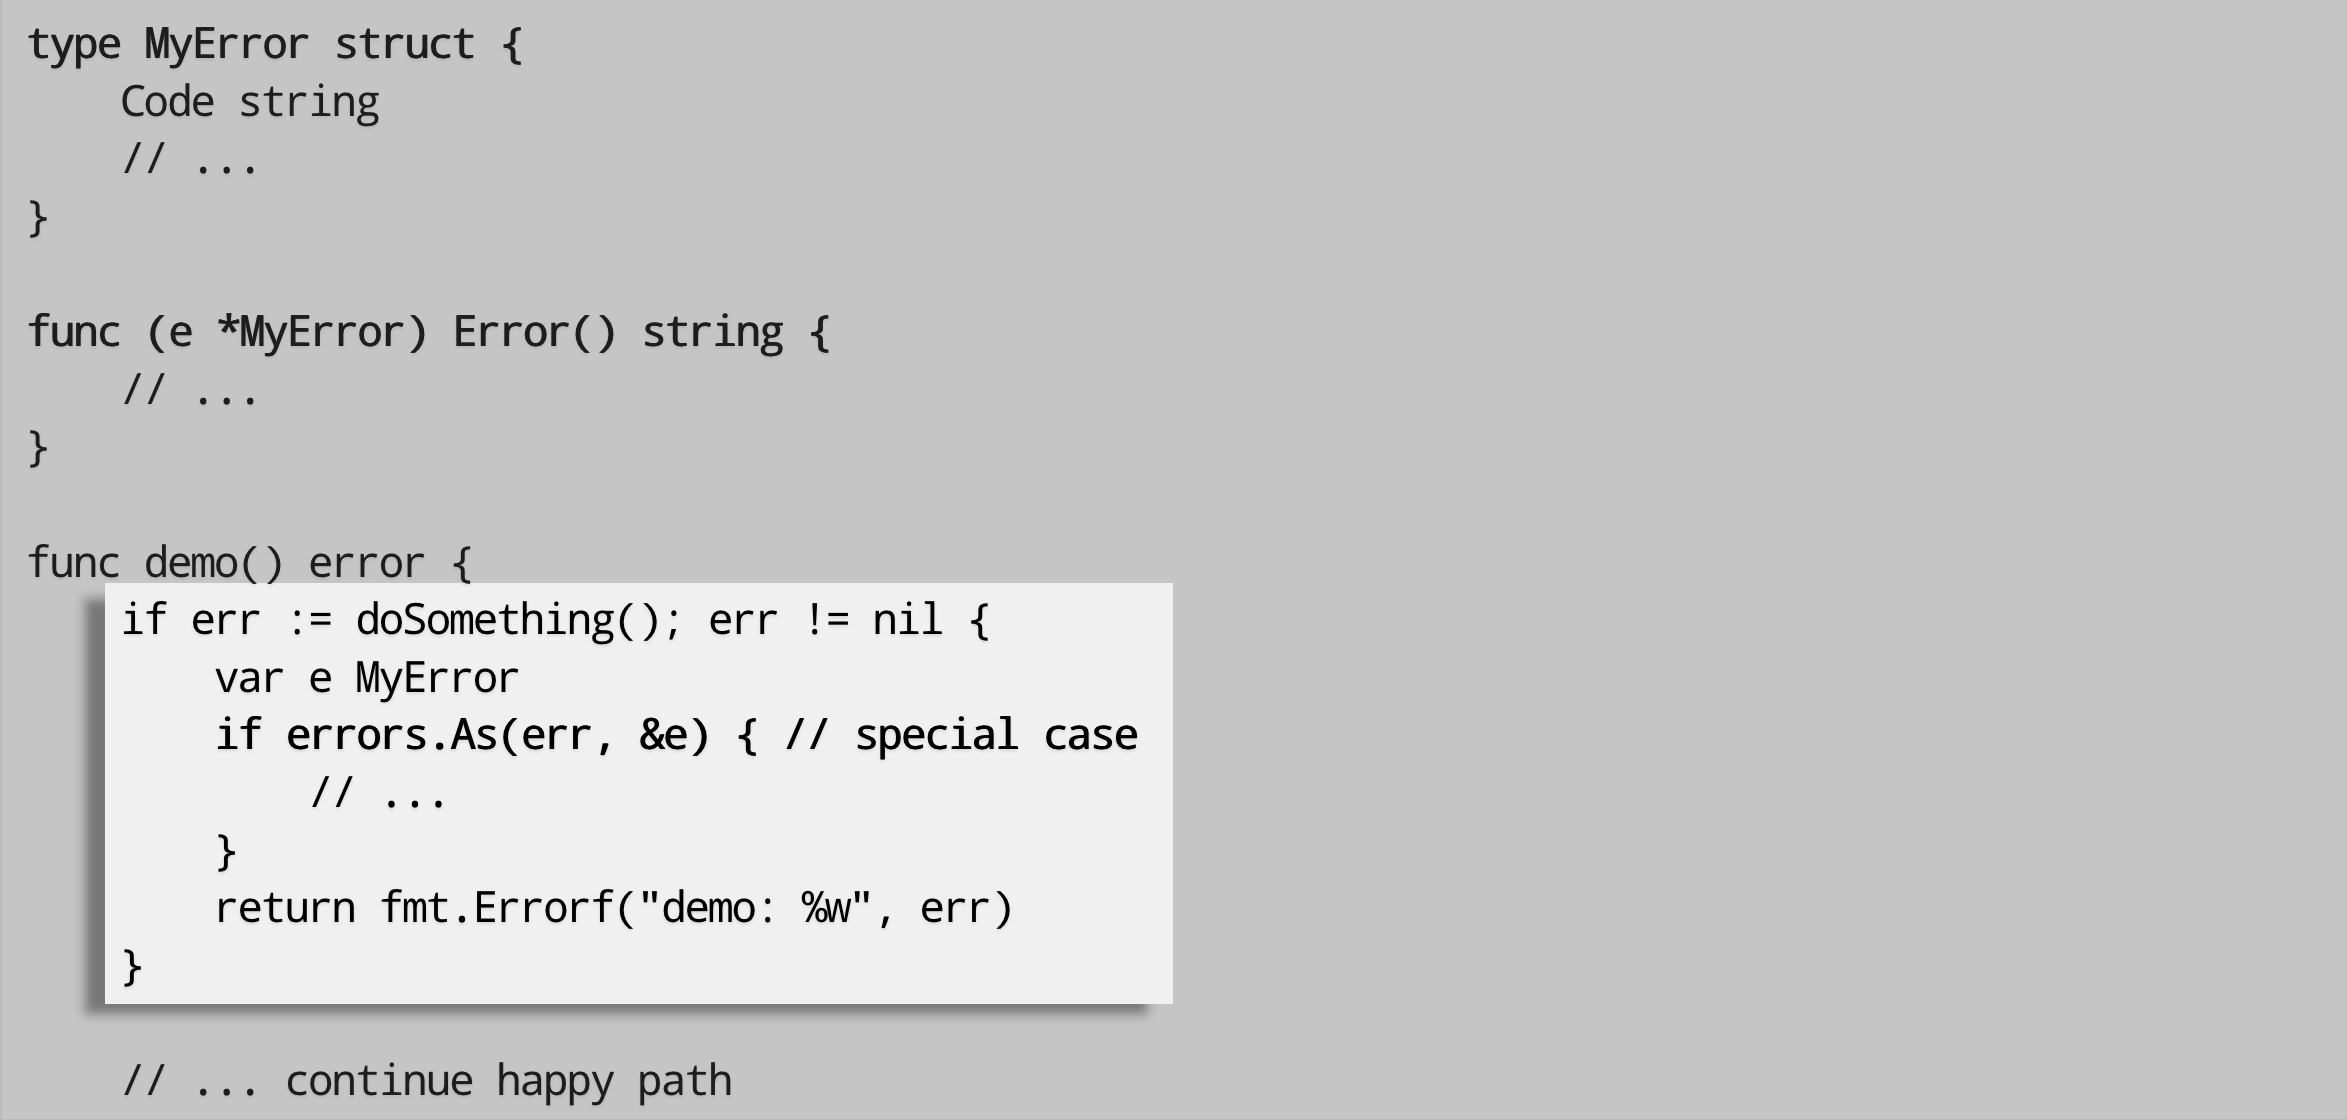 type MyError struct {
    Code string
    // ...
}

func (e *MyError) Error() string {
    // ...
}

func demo() error {
    if err := doSomething(); err != nil {
        var e MyError
        if errors.As(err, &e) { // special case
            // ...
        }
        return fmt.Errorf("demo: %w", err)
    }

    // ... continue happy path